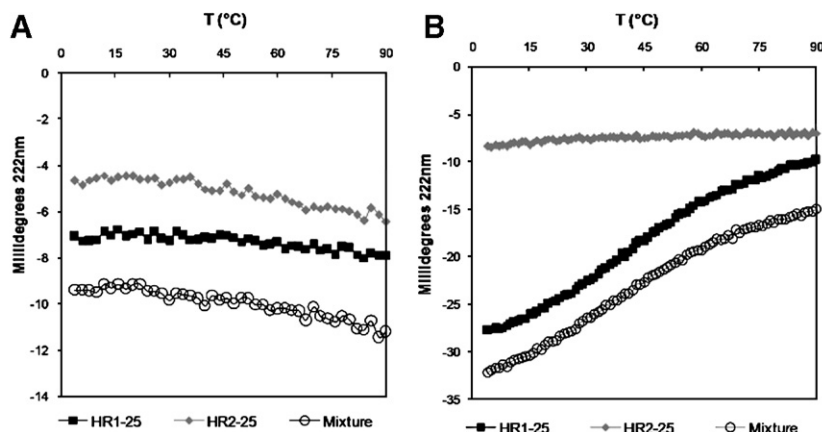 A
T (°C)
0 15 30 45 60 75 90
0
-2
-4
-6
-8
-10
-12
-14
Millidegrees 222nm
HR1-25 HR2-25 Mixture
B
T (°C)
0 15 30 45 60 75 90
0
-5
-10
-15
-20
-25
-30
-35
Millidegrees 222nm
HR1-25 HR2-25 Mixture